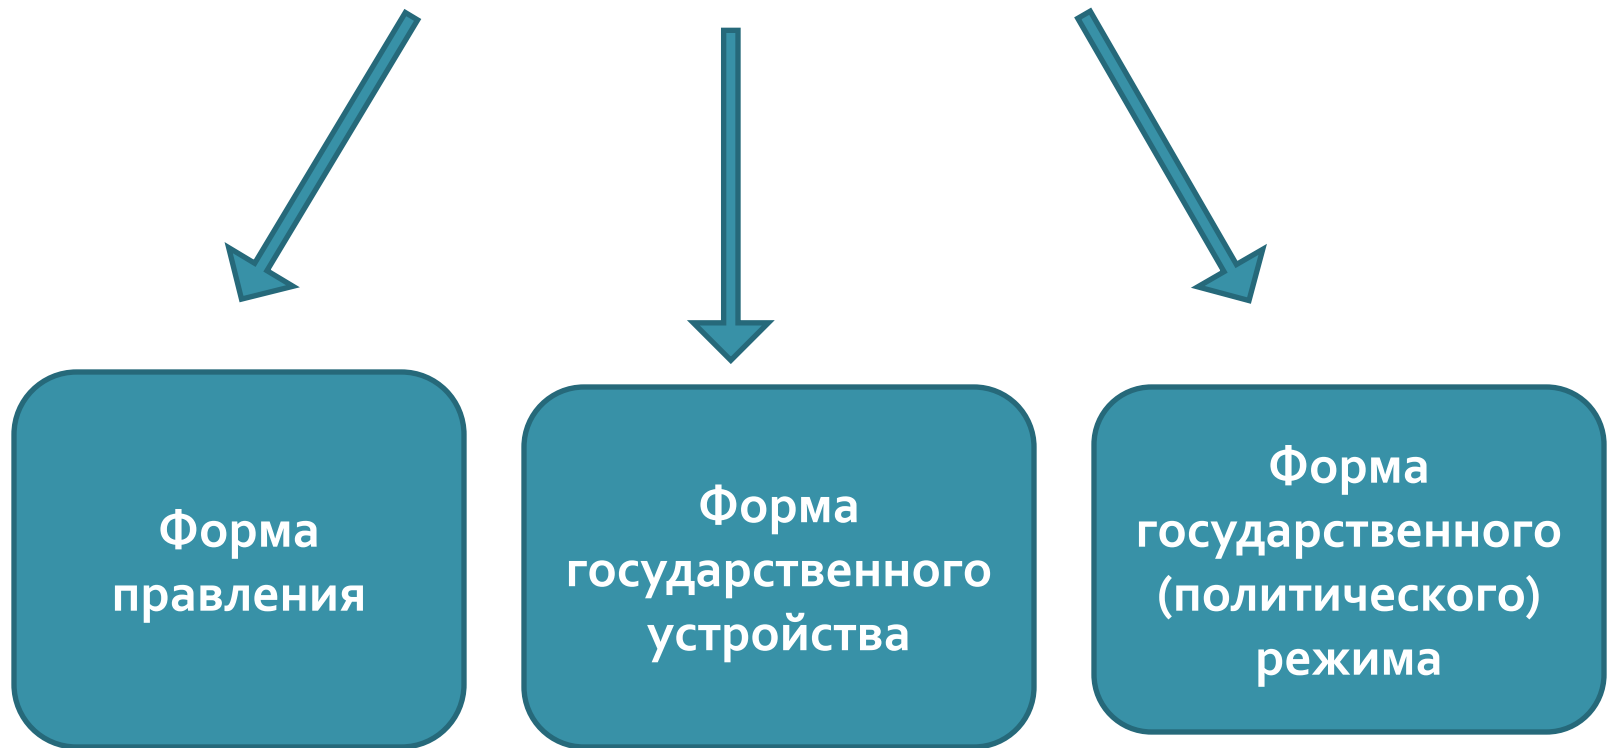 Форма
правления
Форма
государственного
устройства
Форма
государственного
(политического)
режима